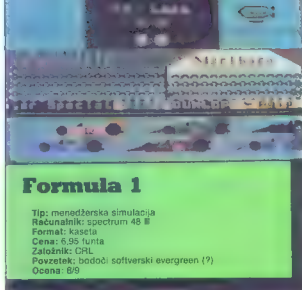 Marlboro
Formula 1
Tip: menedžerska simulacija
Računalnik: spectrum 48 K
Format: kaseta
Cena: 6,95 funta
Založnik: CRL
Povzetek: bodoči softverski evergreen (?)
Ocena: 8/9